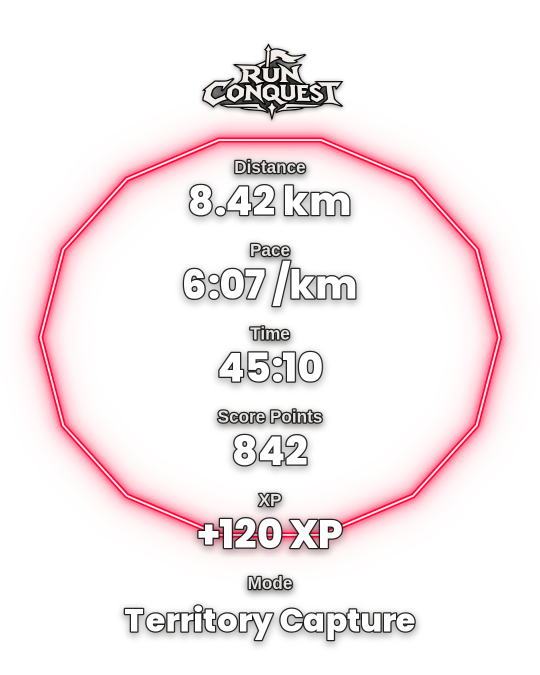 RUN
CONQUEST
Distance
8.42 km
Pace
6:07 /km
Time
45:10
Score Points
842
XP
+120 XP
Mode
Territory Capture